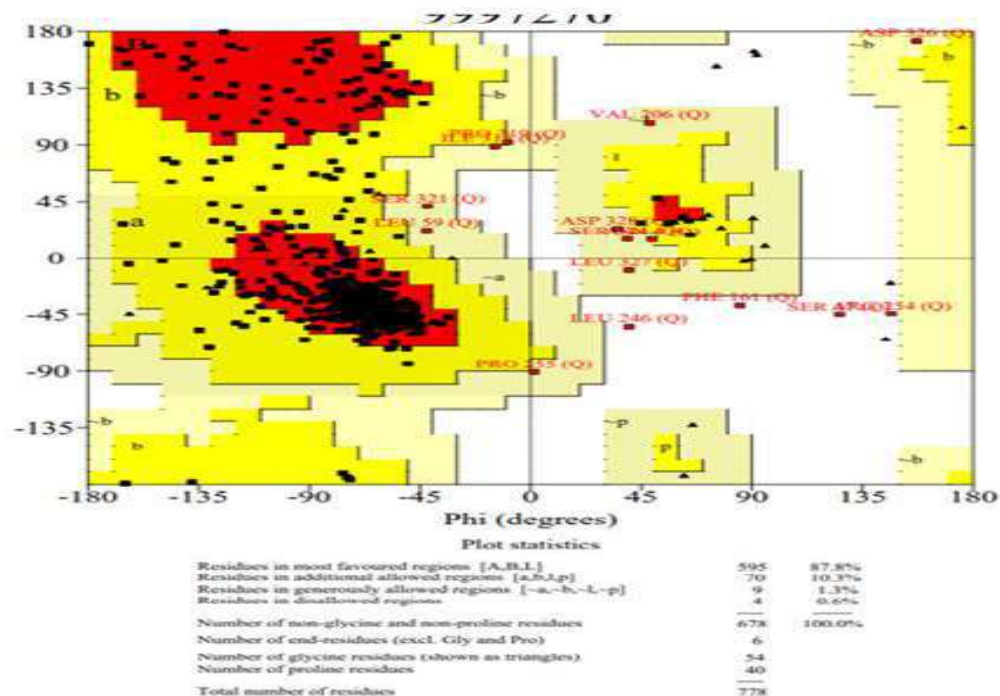 180
B
ASP 326 (Q)
~b
b
135
b
~b
VAL 206 (Q)
90
45
SER 321 (Q)
a
LEU 59 (Q)
ASP 328
0
LEU 327 (Q)
~a
PHE 161 (Q)
-45
LEU 246 (Q)
-90
PRO 255 (Q)
-135
~b
~p
b
p
~b
-180 -135 -90 -45 0 45 90 135 180
Phi (degrees)
Plot statistics
Residues in most favoured regions [A,B,L] 595 87.8%
Residues in additional allowed regions [a,b,l,p] 70 10.3%
Residues in generously allowed regions [~a,~b,~l,~p] 9 1.3%
Residues in disallowed regions 4 0.6%
Number of non-glycine and non-proline residues 678 100.0%
Number of end-residues (excl. Gly and Pro) 6
Number of glycine residues (shown as triangles) 54
Number of proline residues 40
Total number of residues 778